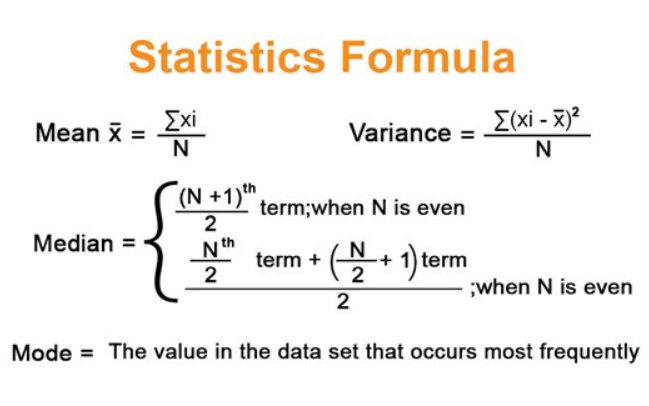 Statistics Formula
Mean x̄ = ∑xi / N
Variance = ∑(xi - x̄)² / N
Median = { (N +1)ᵗʰ / 2 term;when N is even
Nᵗʰ / 2 term + (N / 2 + 1) term / 2 ;when N is even
Mode = The value in the data set that occurs most frequently